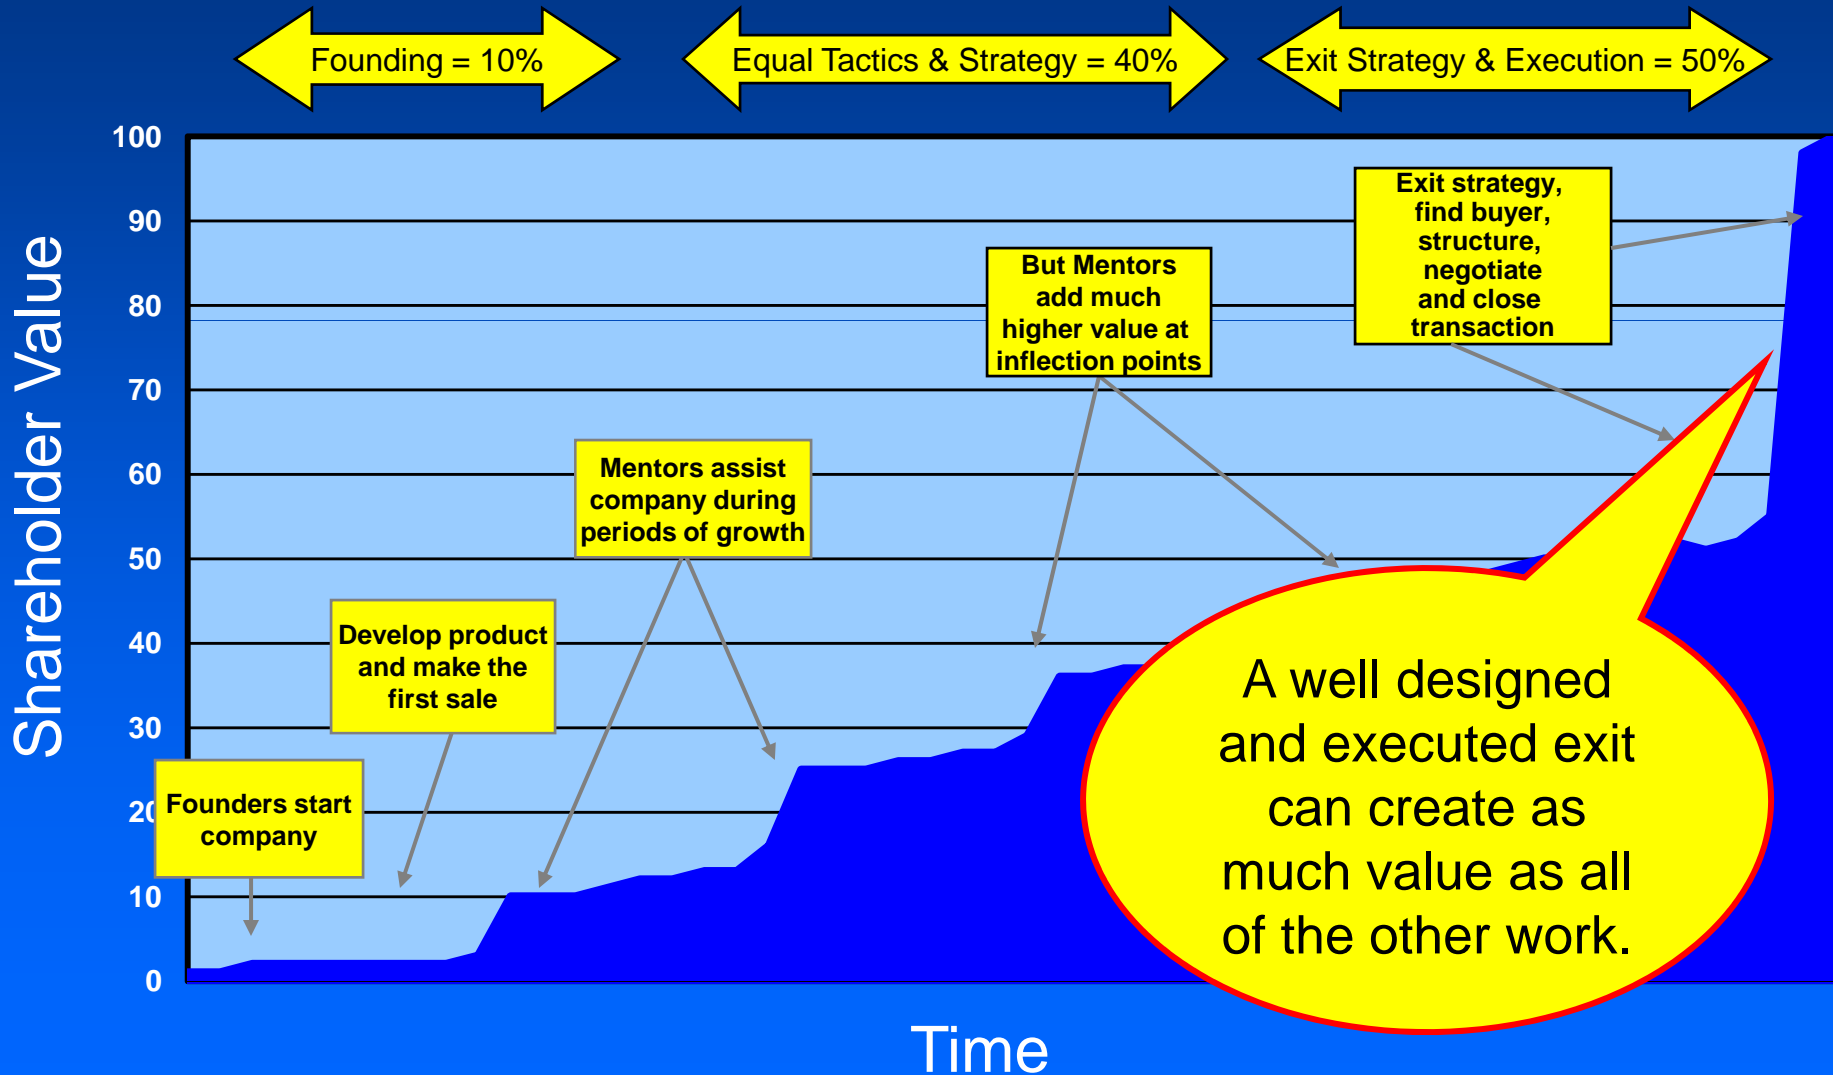 Founding = 10%
Equal Tactics & Strategy = 40%
Exit Strategy & Execution = 50%
Shareholder Value
100
90
80
70
60
50
40
30
20
10
0
Founders start
company
Develop product
and make the
first sale
Mentors assist
company during
periods of growth
But Mentors
add much
higher value at
inflection points
Exit strategy,
find buyer,
structure,
negotiate
and close
transaction
A well designed
and executed exit
can create as
much value as all
of the other work.
Time